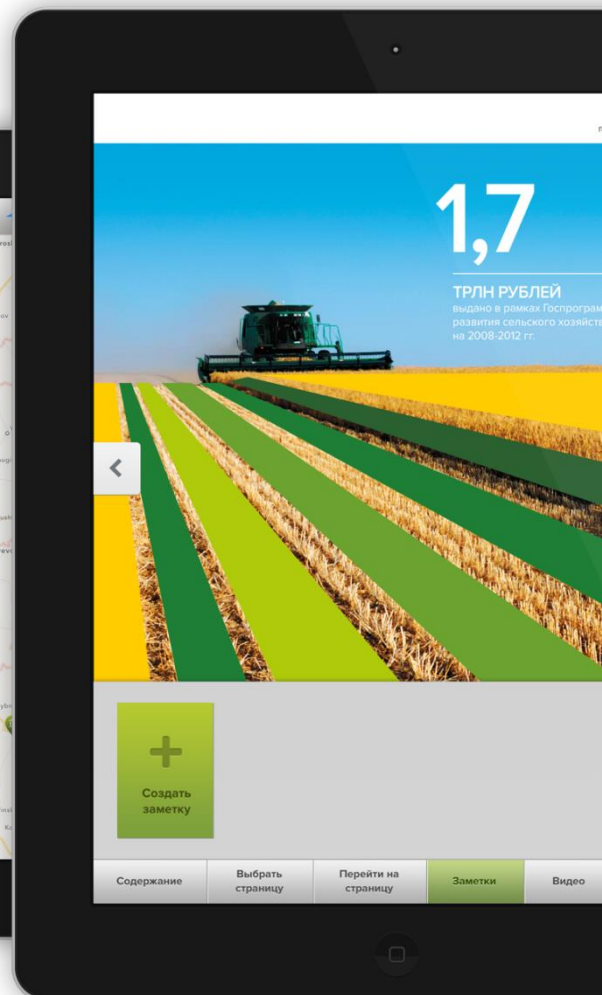 1,7
ТРЛН РУБЛЕЙ
выдано в рамках Госпрограм
развития сельского хозяйств
на 2008-2012 гг.
Создать
заметку
Содержание
Выбрать
страницу
Перейти на
страницу
Заметки
Видео